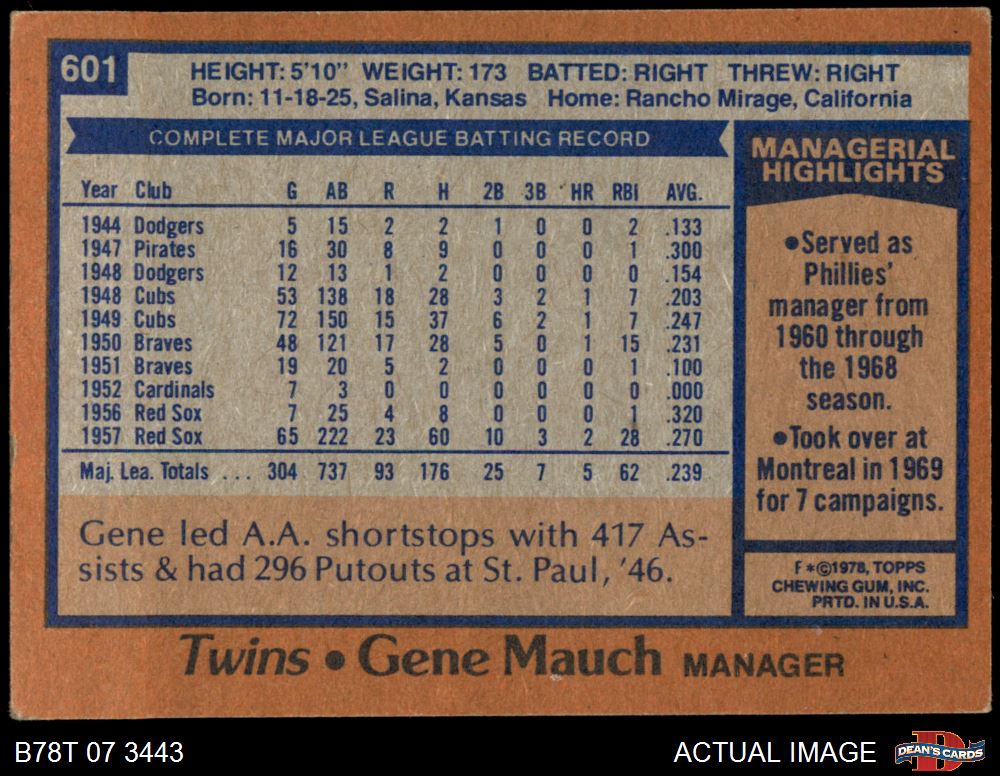 601
HEIGHT: 5'10" WEIGHT: 173 BATTED: RIGHT THREW: RIGHT
Born: 11-18-25, Salina, Kansas Home: Rancho Mirage, California
COMPLETE MAJOR LEAGUE BATTING RECORD
Year Club G AB R H 2B 3B HR RBI AVG.
1944 Dodgers 5 15 2 2 1 0 0 2 .133
1947 Pirates 16 30 8 9 0 0 0 1 .300
1948 Dodgers 12 13 1 2 0 0 0 0 .154
1948 Cubs 53 138 18 28 3 2 1 7 .203
1949 Cubs 72 150 15 37 6 2 1 7 .247
1950 Braves 48 121 17 28 5 0 1 15 .231
1951 Braves 19 20 5 2 0 0 0 1 .100
1952 Cardinals 7 3 0 0 0 0 0 0 .000
1956 Red Sox 7 25 4 8 0 0 0 1 .320
1957 Red Sox 65 222 23 60 10 3 2 28 .270
Maj. Lea. Totals ... 304 737 93 176 25 7 5 62 .239
Gene led A.A. shortstops with 417 As-
sists & had 296 Putouts at St. Paul, '46.
MANAGERIAL
HIGHLIGHTS
●Served as
Phillies'
manager from
1960 through
the 1968
season.
●Took over at
Montreal in 1969
for 7 campaigns.
F*©1978, TOPPS
CHEWING GUM, INC.
PRTD. IN U.S.A.
Twins ● Gene Mauch MANAGER
B78T 07 3443
ACTUAL IMAGE
DEAN'S CARDS